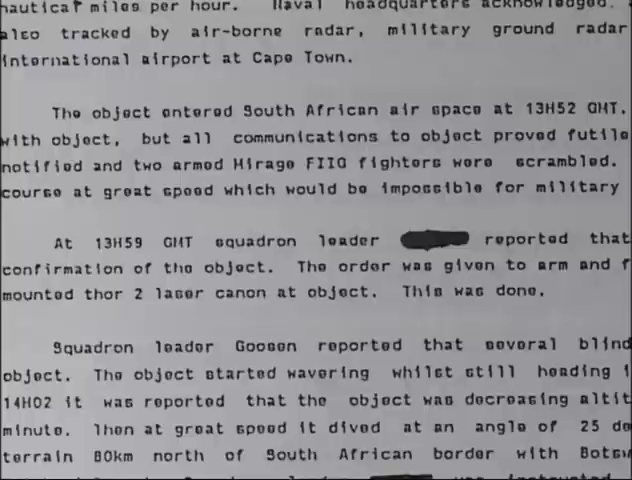 nautical miles per hour. Naval headquarters acknowledged.
also tracked by air-borne radar, military ground radar
international airport at Cape Town.
The object entered South African air space at 13H52 GMT.
with object, but all communications to object proved futile
notified and two armed Mirage FIIG fighters were scrambled.
course at great speed which would be impossible for military
At 13H59 GMT squadron leader reported that
confirmation of the object. The order was given to arm and f
mounted thor 2 laser canon at object. This was done.
Squadron leader Goosen reported that several blind
object. The object started wavering whilst still heading i
14H02 it was reported that the object was decreasing altit
minute. Then at great speed it dived at an angle of 25 de
terrain 80km north of South African border with Botsw